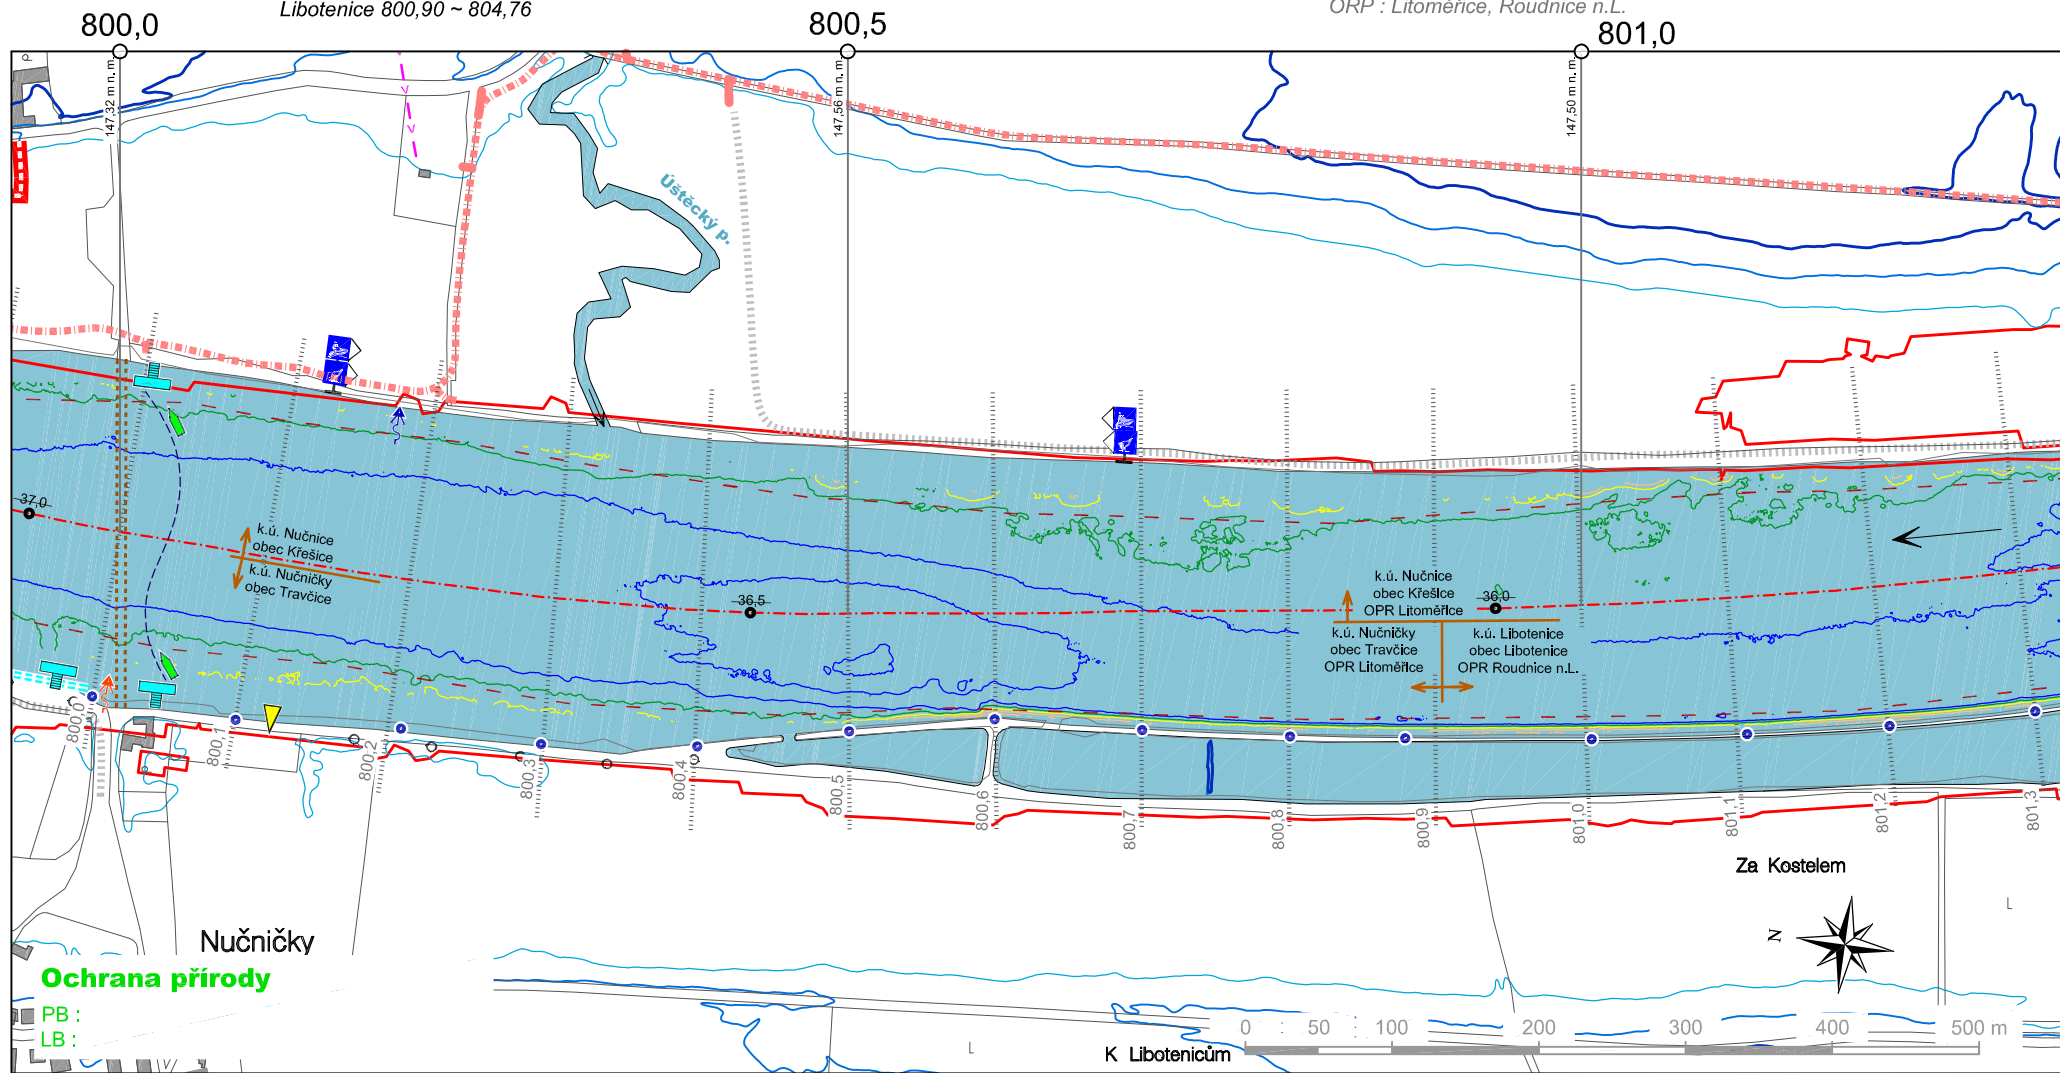 Libotenice 800,90 ~ 804,76
ORP : Litoměřice, Roudnice n.L.
800,0
800,5
801,0
147,32 m n. m.
147,56 m n. m.
147,50 m n. m.
Úštěcký p.
37,0
k.ú. Nučnice
obec Křešice
k.ú. Nučničky
obec Travčice
36,5
k.ú. Nučnice
obec Křešice
OPR Litoměřice
36,0
k.ú. Nučničky
obec Travčice
OPR Litoměřice
k.ú. Libotenice
obec Libotenice
OPR Roudnice n.L.
800,0
800,1
800,2
800,3
800,4
800,5
800,6
800,7
800,8
800,9
801,0
801,1
801,2
801,3
Za Kostelem
Nučničky
N
Ochrana přírody
PB :
LB :
K Libotenicům
0 50 100 200 300 400 500 m